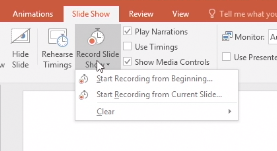 Animations Slide Show Review View Tell me what you
Hide Slide
Rehearse Timings
Record Slide Show
Play Narrations
Use Timings
Show Media Controls
Monitor: Auto
Use Presente
Start Recording from Beginning...
Start Recording from Current Slide...
Clear